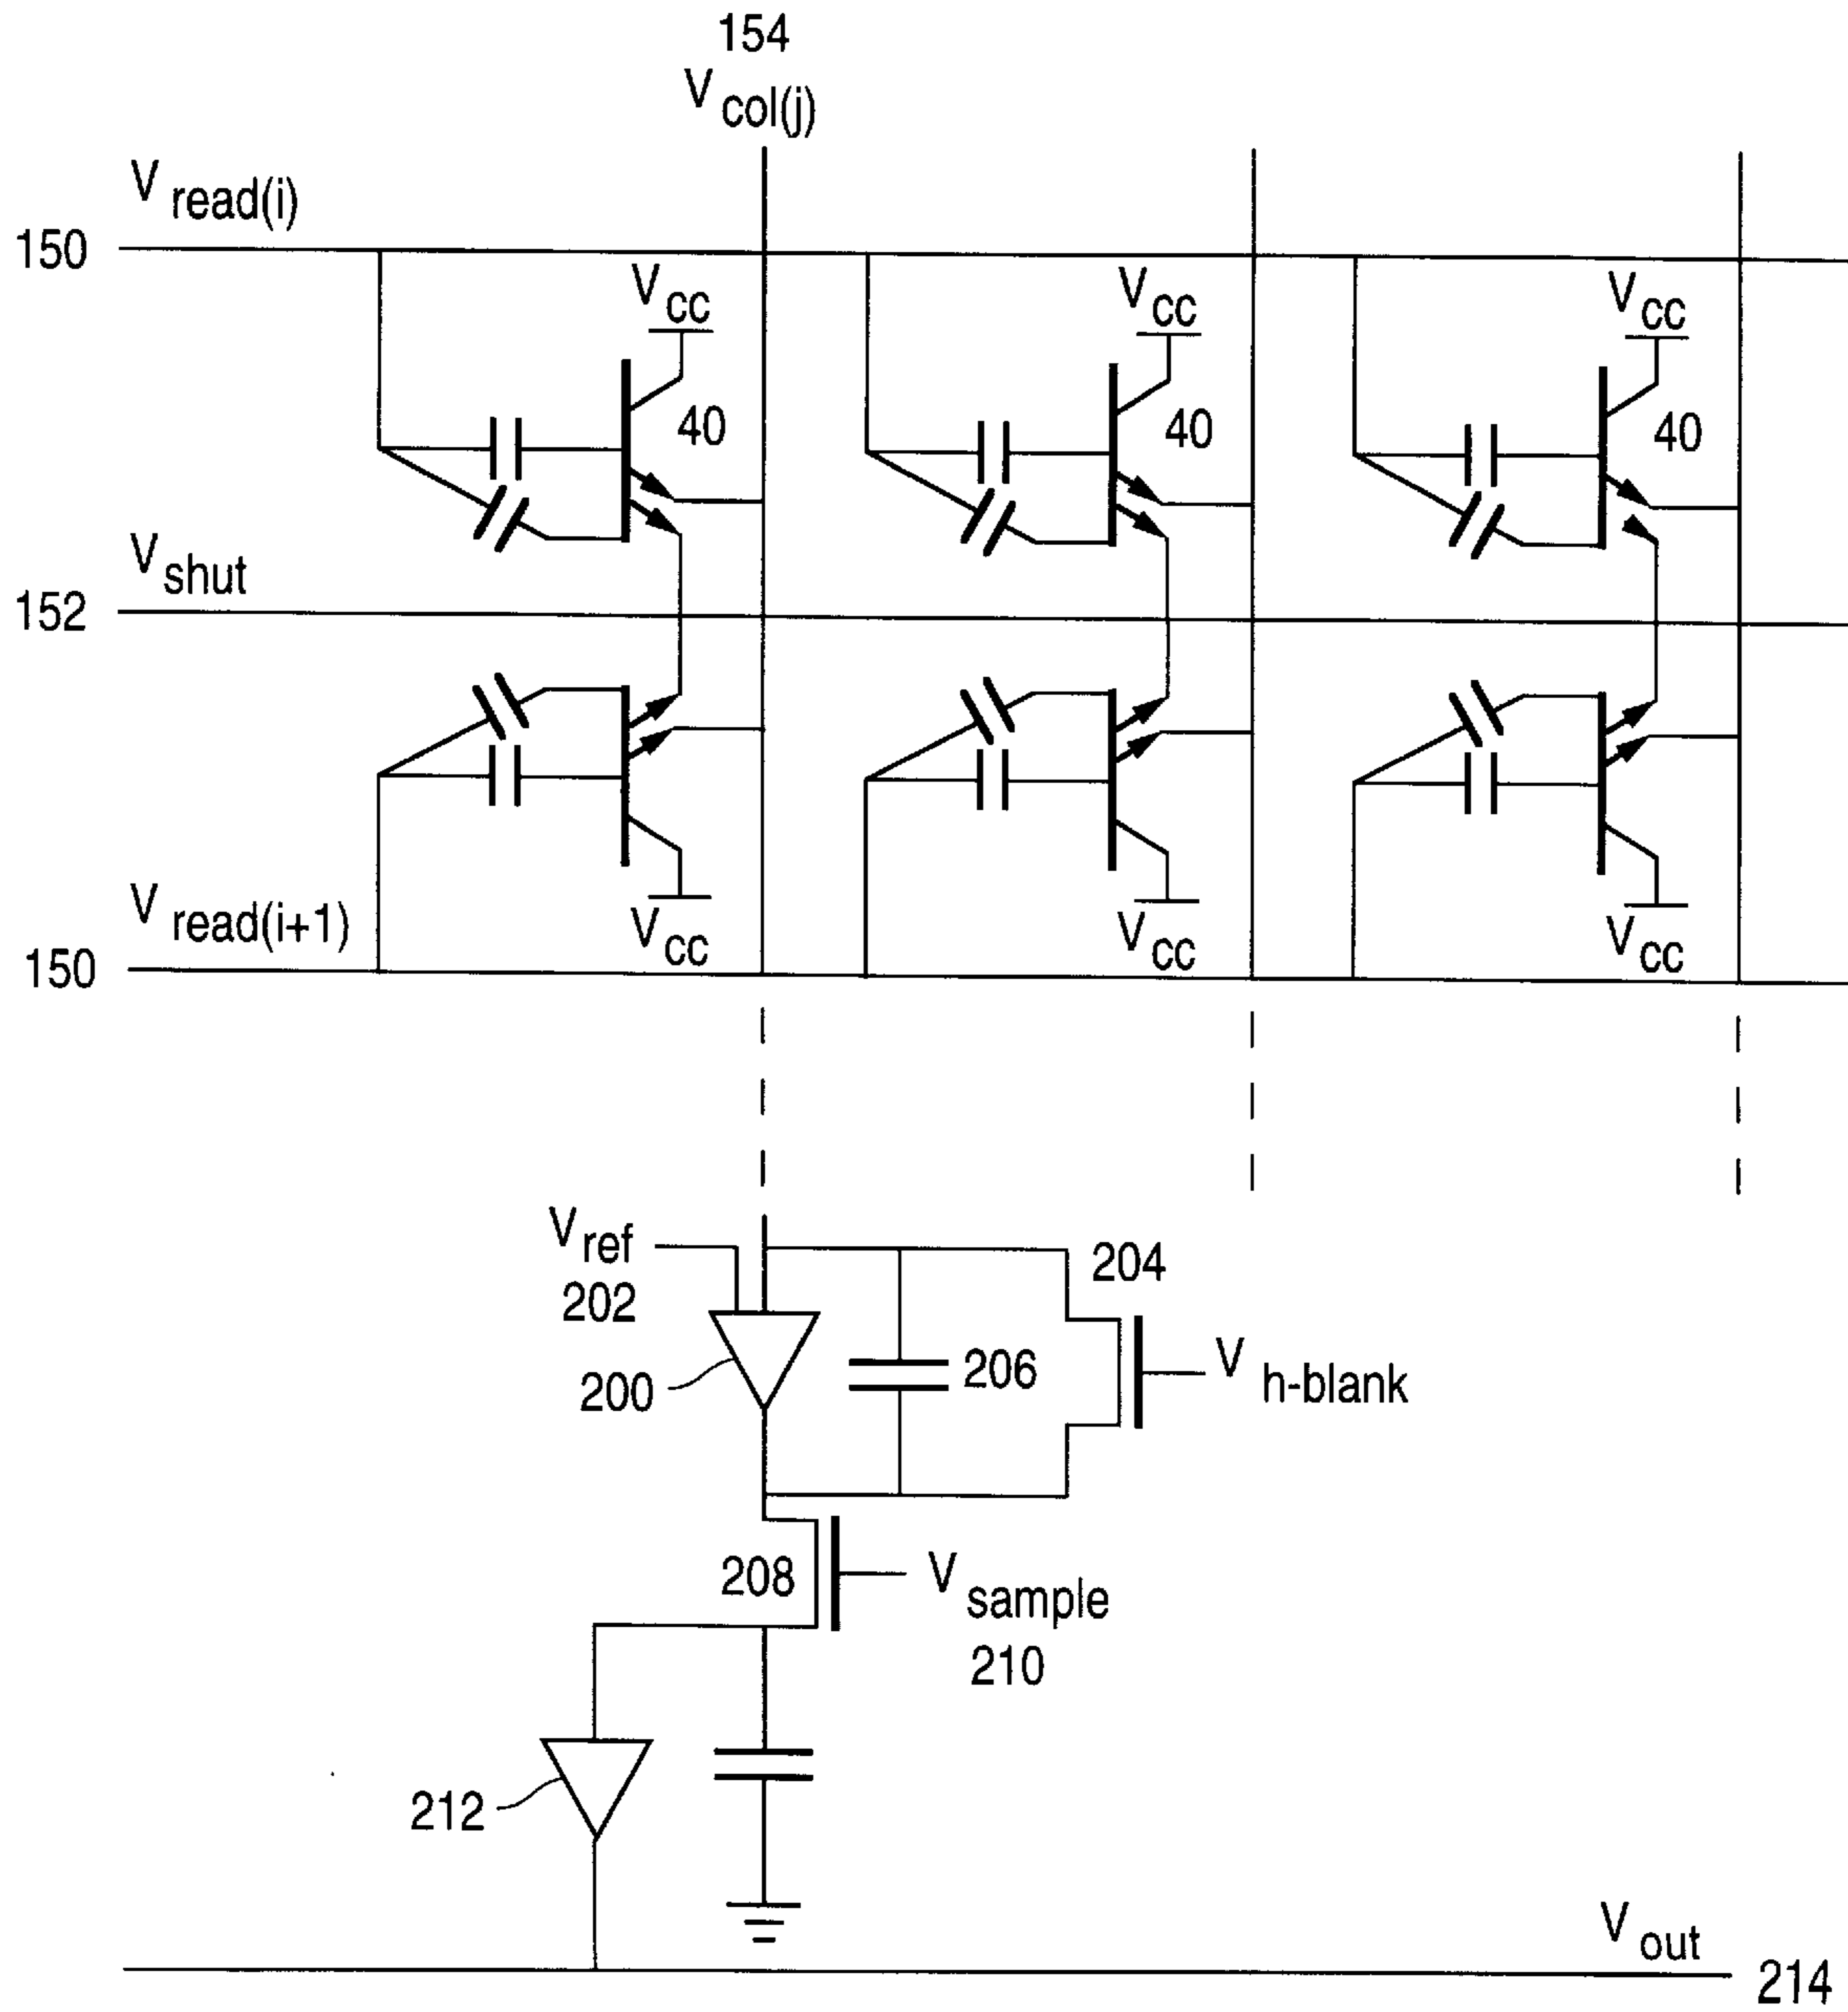 154
V col(j)
V read(i)
150
V cc V cc V cc
40 40 40
V shut
152
V read(i+1)
150
V cc V cc V cc
V ref
202
204
200
206
V h-blank
208
V sample
210
212
V out
214